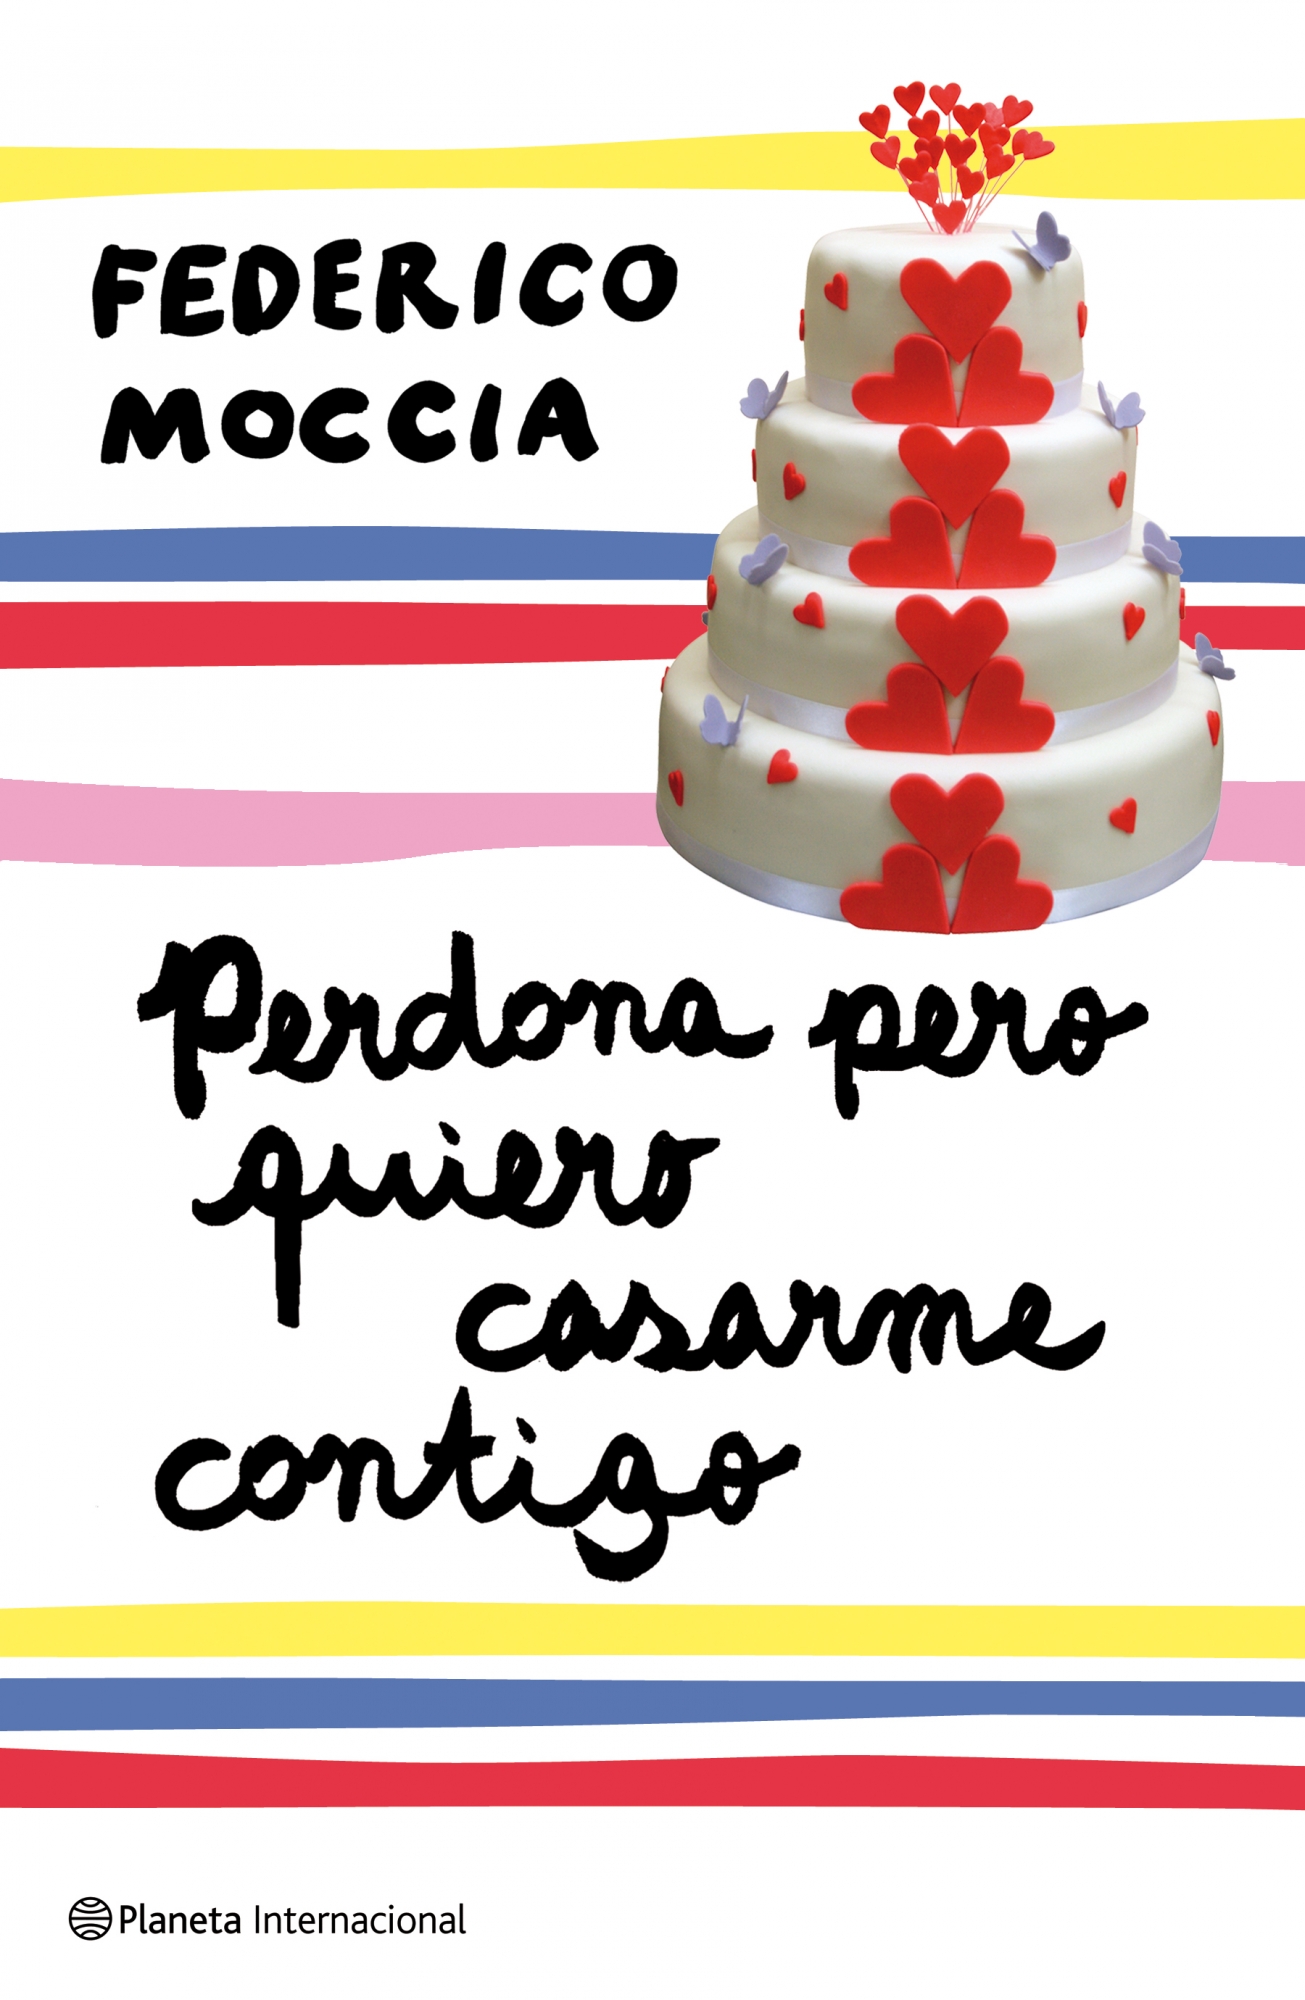 FEDERICO
MOCCIA
Perdona pero
quiero
casarme
contigo
Planeta Internacional